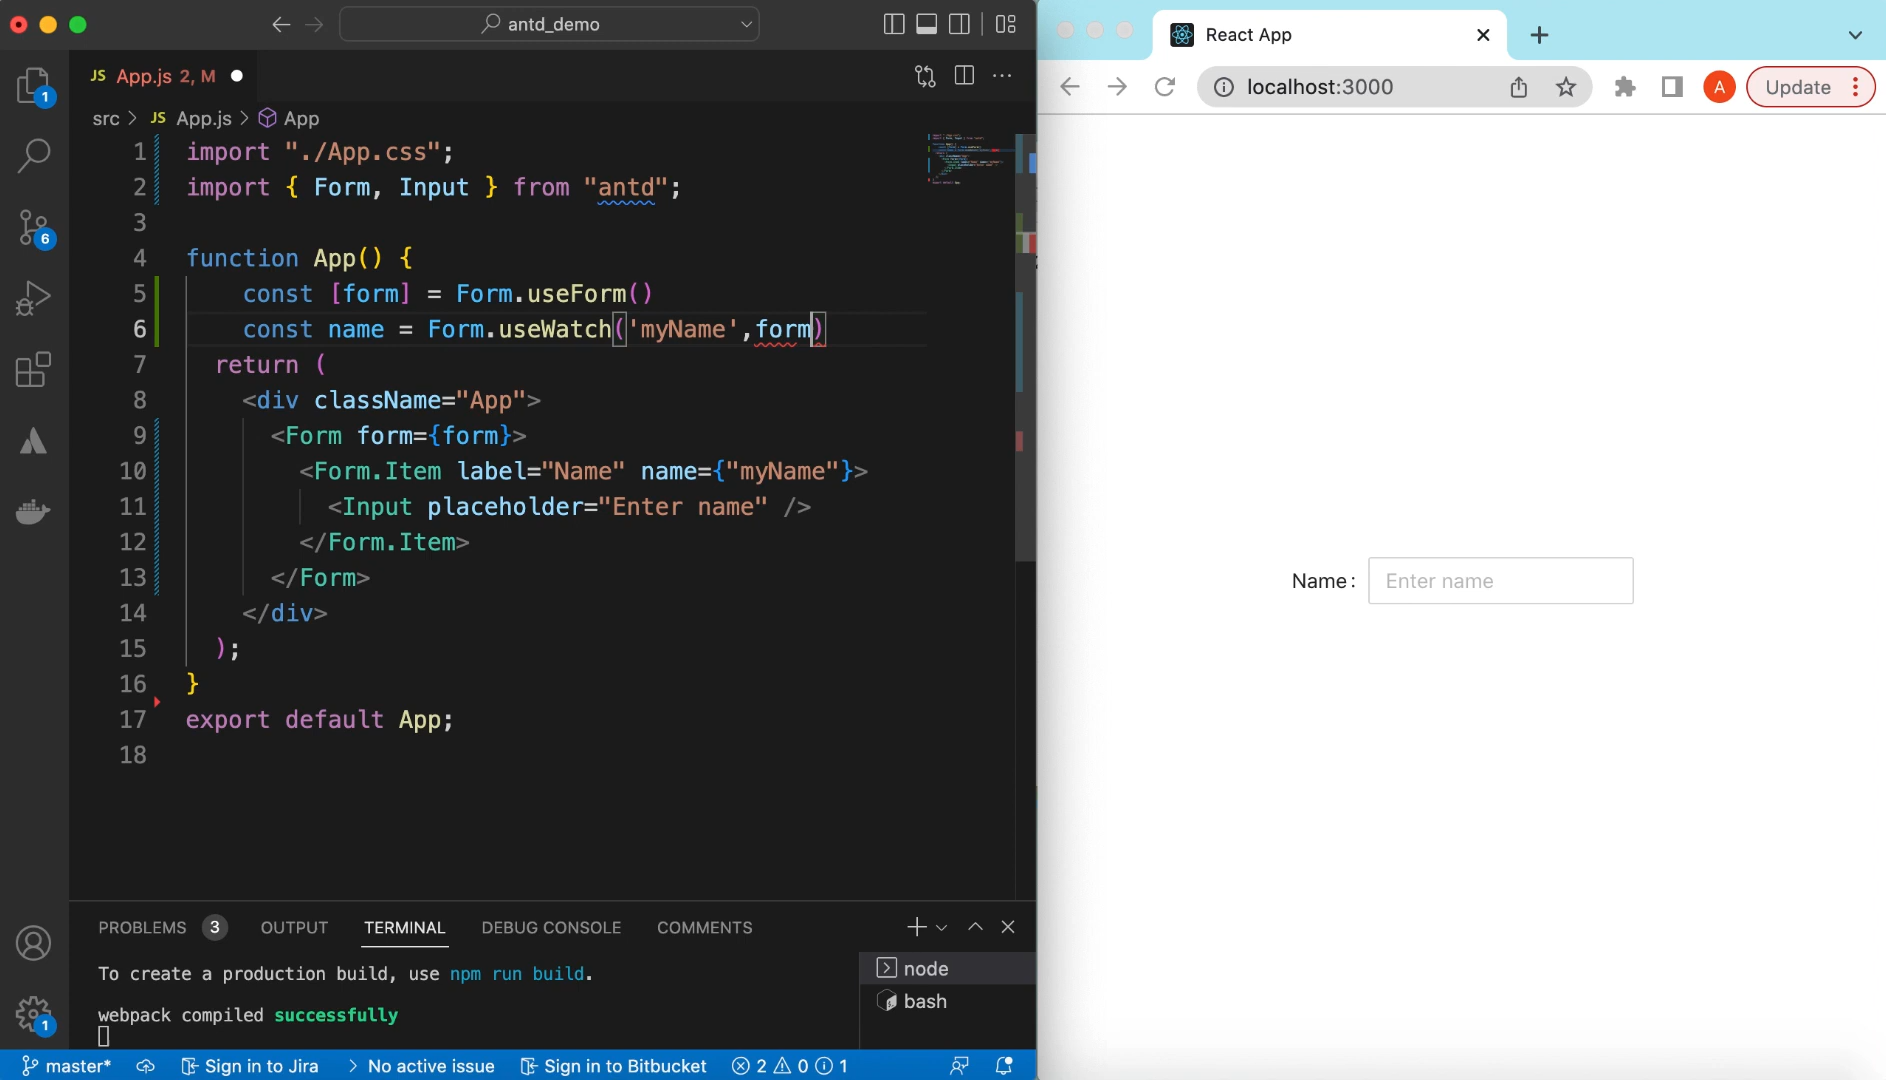 antd_demo
JS App.js 2, M
src > JS App.js > App
1 import "./App.css";
2 import { Form, Input } from "antd";
3
4 function App() {
5 const [form] = Form.useForm()
6 const name = Form.useWatch('myName',form)
7 return (
8 <div className="App">
9 <Form form={form}>
10 <Form.Item label="Name" name={"myName"}>
11 <Input placeholder="Enter name" />
12 </Form.Item>
13 </Form>
14 </div>
15 );
16 }
17 export default App;
18
1
6
1
PROBLEMS 3 OUTPUT TERMINAL DEBUG CONSOLE COMMENTS
To create a production build, use npm run build.
webpack compiled successfully
node
bash
master* Sign in to Jira > No active issue Sign in to Bitbucket 2 0 1
React App
localhost:3000
A
Update
Name :
Enter name